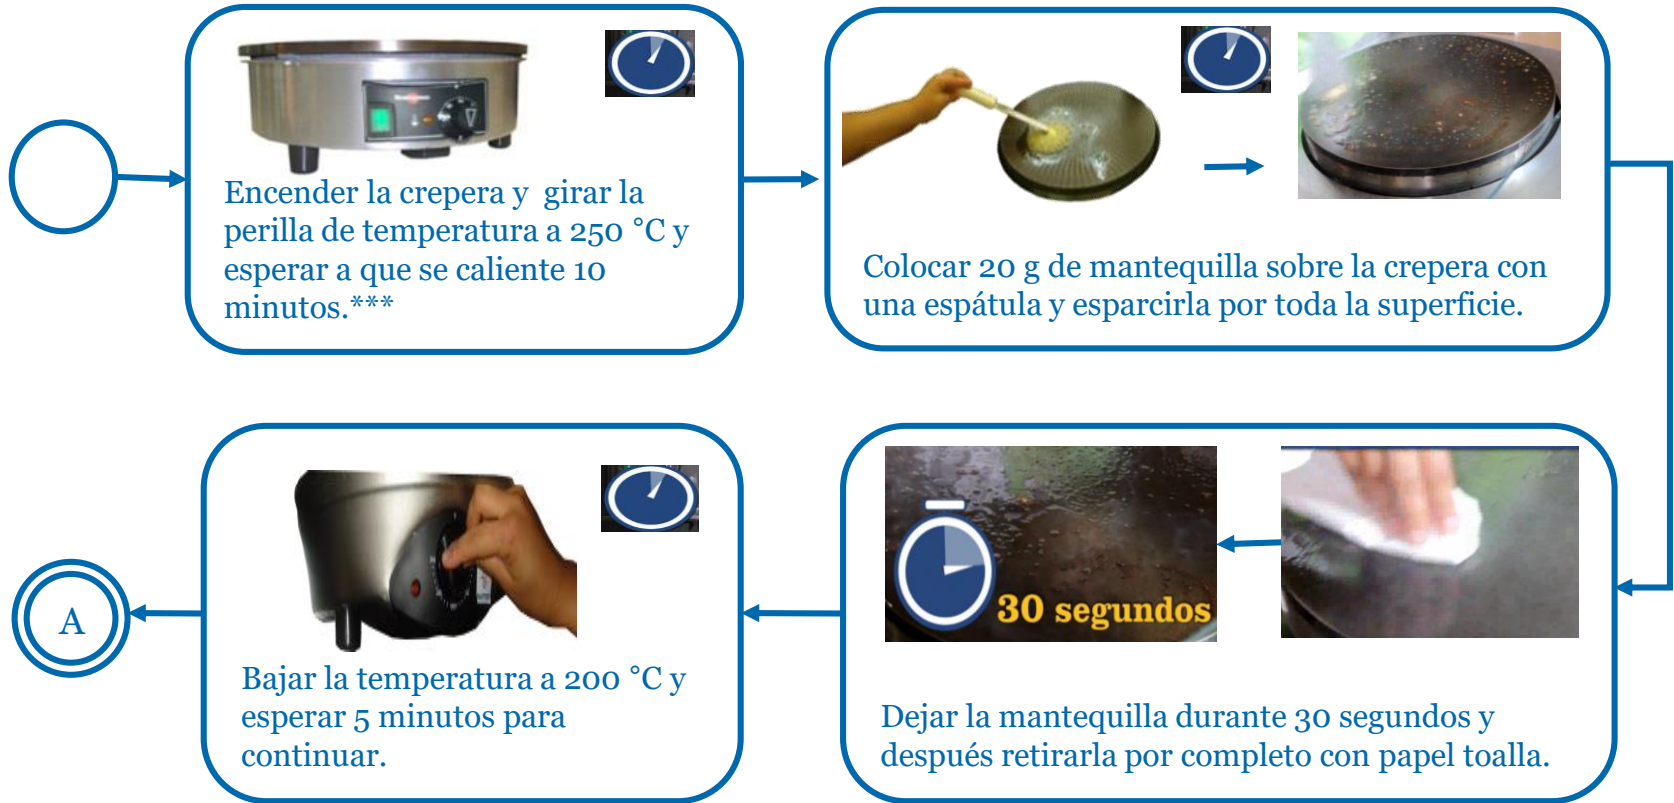 Encender la crepera y  girar la
perilla de temperatura a 250 °C y
esperar a que se caliente 10
minutos.***
Colocar 20 g de mantequilla sobre la crepera con
una espátula y esparcirla por toda la superficie.
30 segundos
Dejar la mantequilla durante 30 segundos y
después retirarla por completo con papel toalla.
Bajar la temperatura a 200 °C y
esperar 5 minutos para
continuar.
A